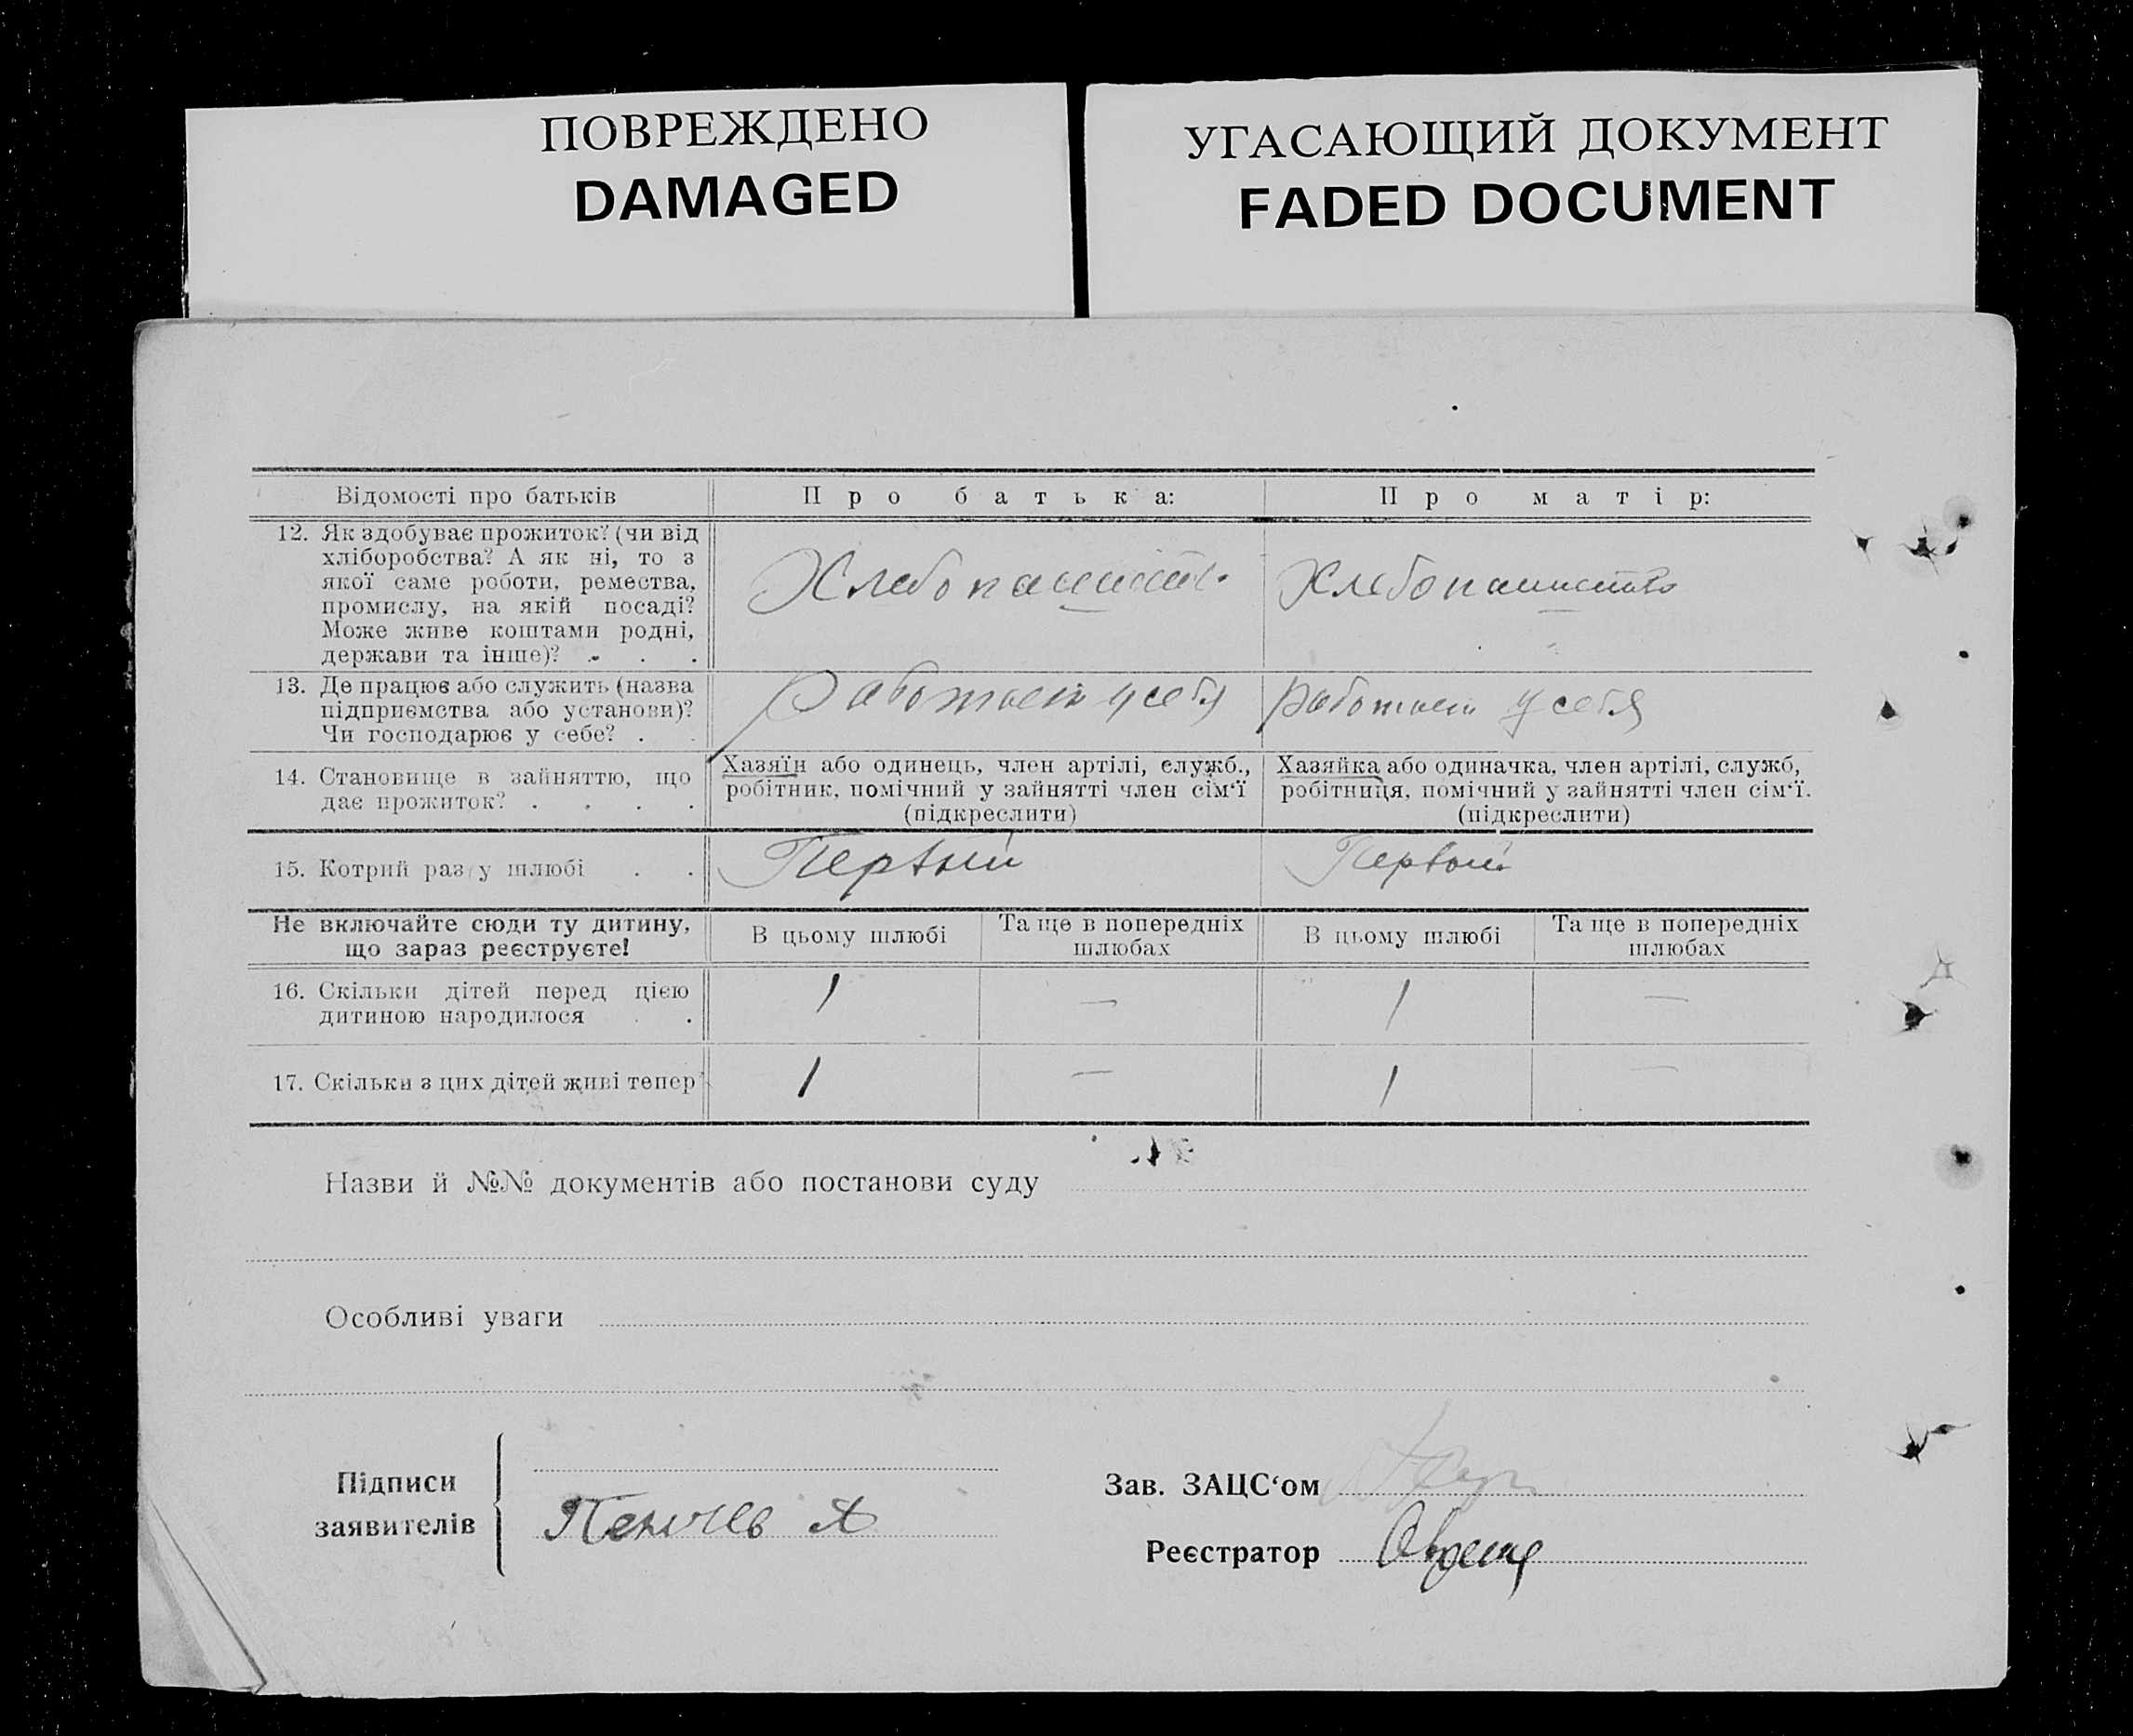 ПОВРЕЖДЕНО
DAMAGED
УГАСАЮЩИЙ ДОКУМЕНТ
FADED DOCUMENT
Відомості про батьків
Про батька:
Про матір:
12. Як здобуває прожиток? (чи від
хліборобства? А як ні, то з
якої саме роботи, ремества,
промислу, на якій посаді?
Може живе коштами родні,
держави та інше)? . . .
Хлебопашество
Хлебопашество
13. Де працює або служить (назва
підприємства або установи)?
Чи господарює у себе? . .
Работает у себя
Работает у себя
14. Становище в зайняттю, що
дає прожиток? . . . .
Хазяїн або одинець, член артілі, служб.,
робітник, помічний у зайнятті член сім‘ї
(підкреслити)
Хазяйка або одиначка, член артілі, служб,
робітниця, помічний у зайнятті член сім‘ї.
(підкреслити)
15. Котрий раз у шлюбі . .
Первый
Первый
Не включайте сюди ту дитину,
що зараз реєструєте!
В цьому шлюбі
Та ще в попередніх
шлюбах
В цьому шлюбі
Та ще в попередніх
шлюбах
16. Скільки дітей перед цією
дитиною народилося . .
1
—
1
—
17. Скільки з цих дітей живі тепер
1
—
1
—
Назви й №№ документів або постанови суду
Особливі уваги
Підписи
заявителів
Зав. ЗАЦС‘ом
Реєстратор